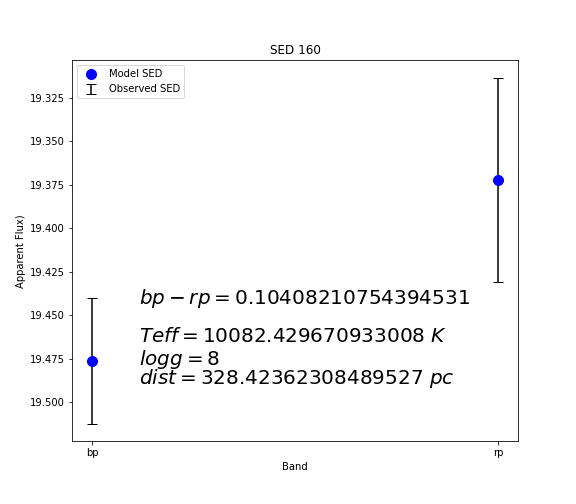 SED 160
Model SED
Observed SED
19.325
19.350
19.375
19.400
19.425
19.450
19.475
19.500
Apparent Flux)
bp − rp = 0.10408210754394531
Teff = 10082.429670933008 K
logg = 8
dist = 328.42362308489527 pc
bp
rp
Band